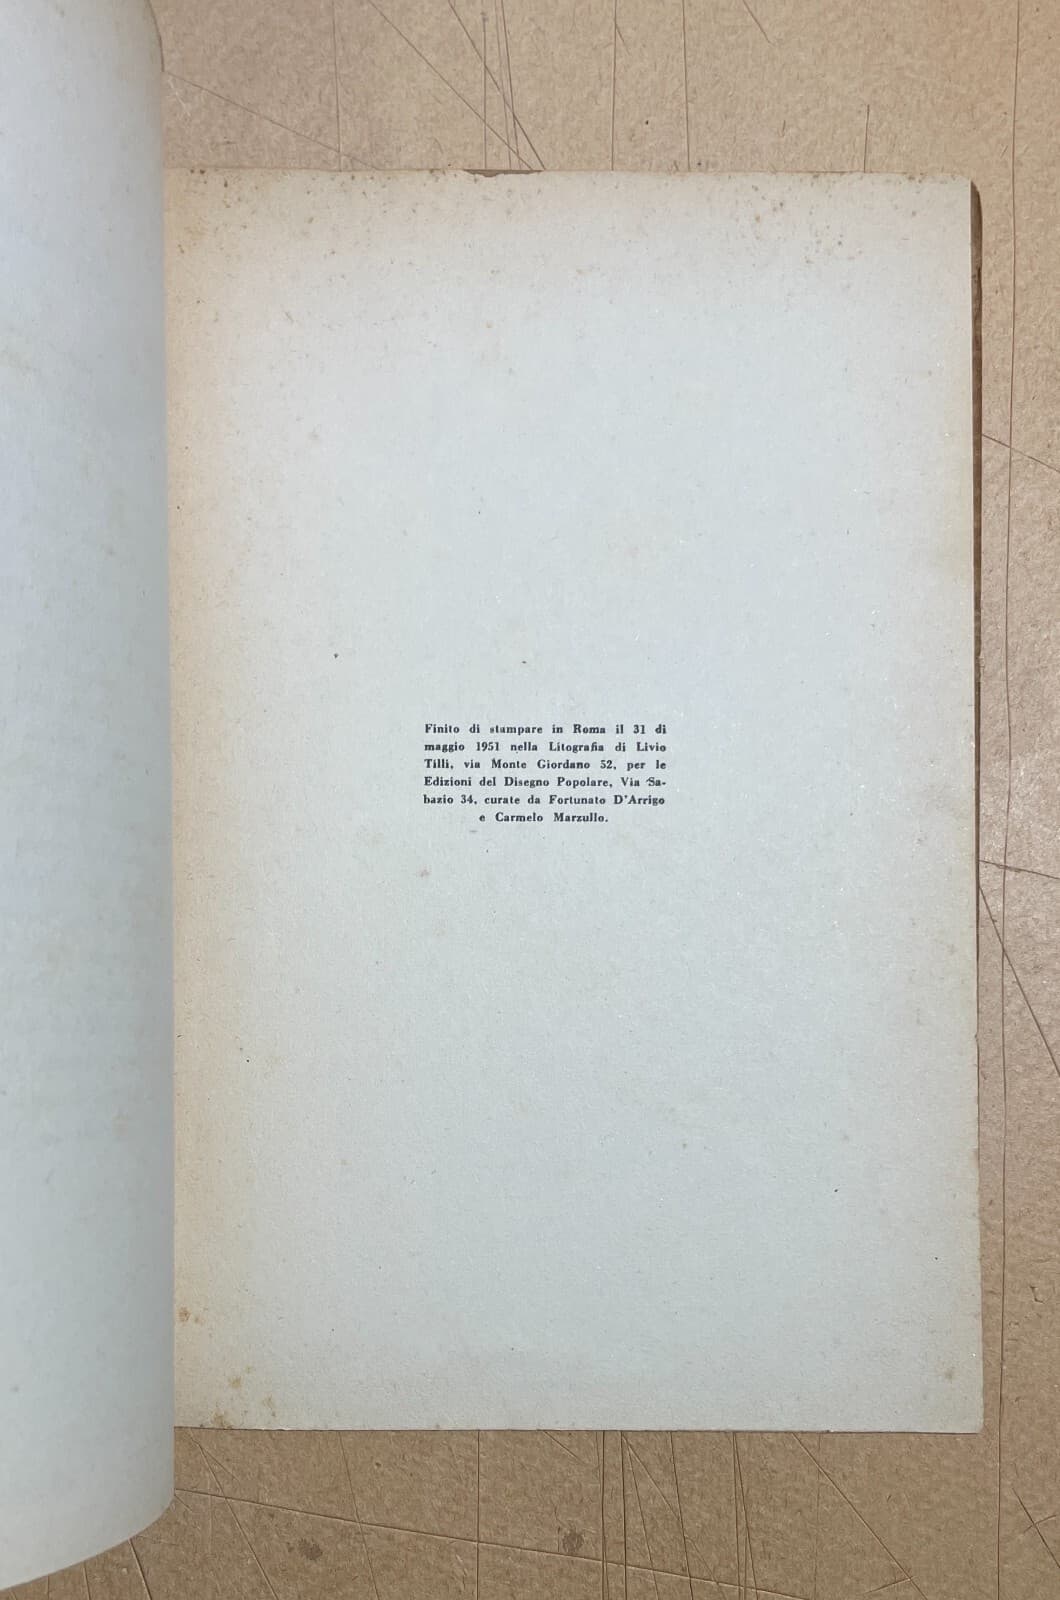 Finito di stampare in Roma il 31 di
maggio 1951 nella Litografia di Livio
Tilli, via Monte Giordano 52, per le
Edizioni del Disegno Popolare, Via Sa-
bazio 34, curate da Fortunato D'Arrigo
e Carmelo Marzullo.